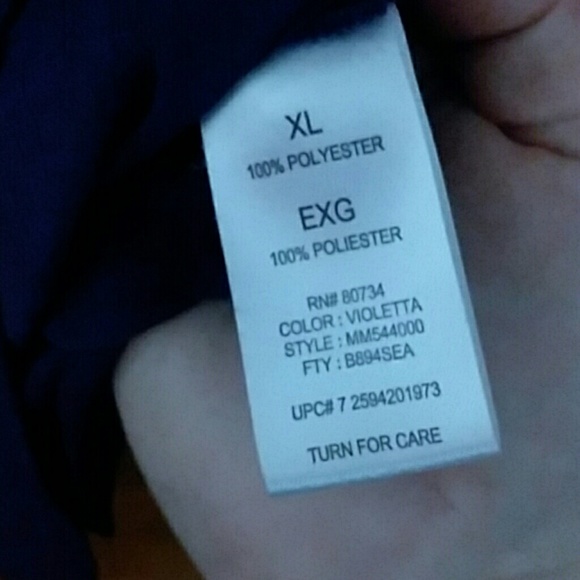 XL
100% POLYESTER
EXG
100% POLIESTER
RN# 80734
COLOR : VIOLETTA
STYLE : MM544000
FTY : B894SEA
UPC# 7 2594201973
TURN FOR CARE